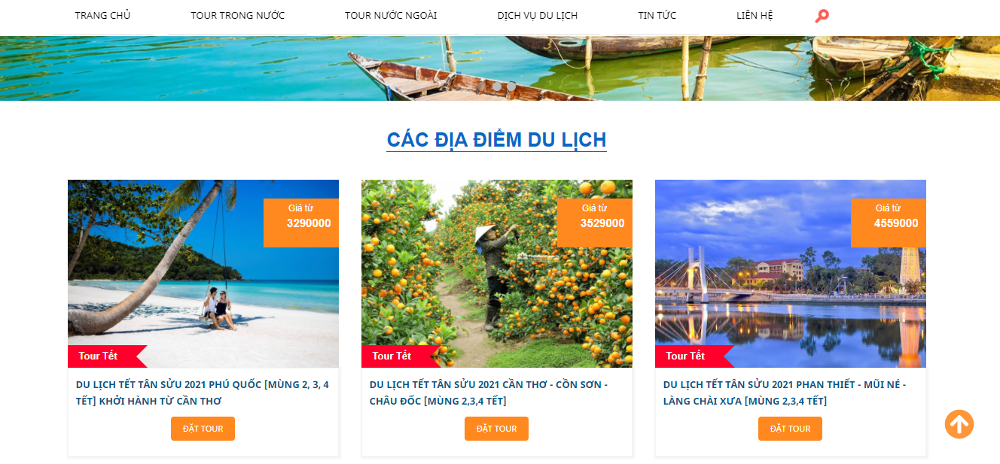 TRANG CHỦ TOUR TRONG NƯỚC TOUR NƯỚC NGOÀI DỊCH VỤ DU LỊCH TIN TỨC LIÊN HỆ
CÁC ĐỊA ĐIỂM DU LỊCH
Giá từ
3290000
Tour Tết
DU LỊCH TẾT TÂN SỬU 2021 PHÚ QUỐC [MÙNG 2, 3, 4
TẾT] KHỞI HÀNH TỪ CẦN THƠ
ĐẶT TOUR
Giá từ
3529000
Tour Tết
DU LỊCH TẾT TÂN SỬU 2021 CẦN THƠ - CỒN SƠN -
CHÂU ĐỐC [MÙNG 2,3,4 TẾT]
ĐẶT TOUR
Giá từ
4559000
Tour Tết
DU LỊCH TẾT TÂN SỬU 2021 PHAN THIẾT - MŨI NÉ -
LÀNG CHÀI XƯA [MÙNG 2,3,4 TẾT]
ĐẶT TOUR